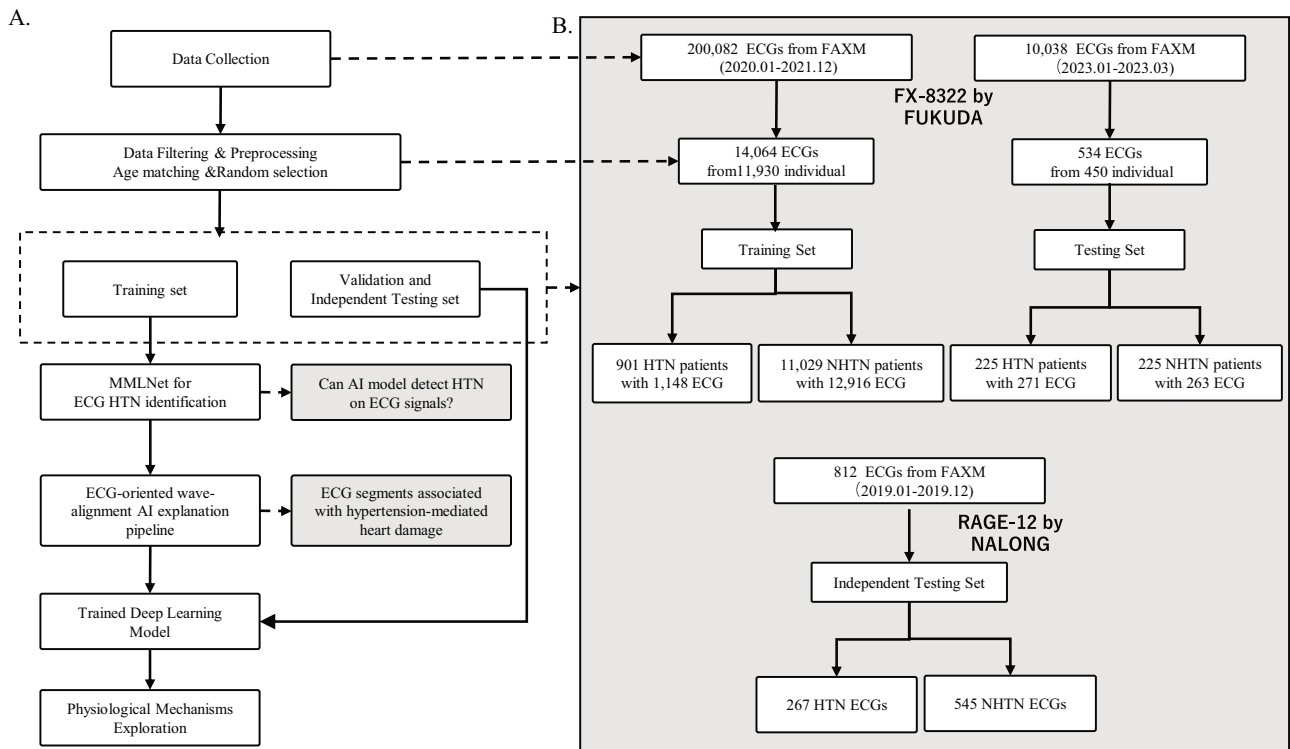 A.
Data Collection
Data Filtering & Preprocessing
Age matching &Random selection
Training set
Validation and
Independent Testing set
MMLNet for
ECG HTN identification
Can AI model detect HTN
on ECG signals?
ECG-oriented wave-
alignment AI explanation
pipeline
ECG segments associated
with hypertension-mediated
heart damage
Trained Deep Learning
Model
Physiological Mechanisms
Exploration
B.
200,082 ECGs from FAXM
(2020.01-2021.12)
10,038 ECGs from FAXM
(2023.01-2023.03)
FX-8322 by
FUKUDA
14,064 ECGs
from11,930 individual
534 ECGs
from 450 individual
Training Set
Testing Set
901 HTN patients
with 1,148 ECG
11,029 NHTN patients
with 12,916 ECG
225 HTN patients
with 271 ECG
225 NHTN patients
with 263 ECG
812 ECGs from FAXM
(2019.01-2019.12)
RAGE-12 by
NALONG
Independent Testing Set
267 HTN ECGs
545 NHTN ECGs